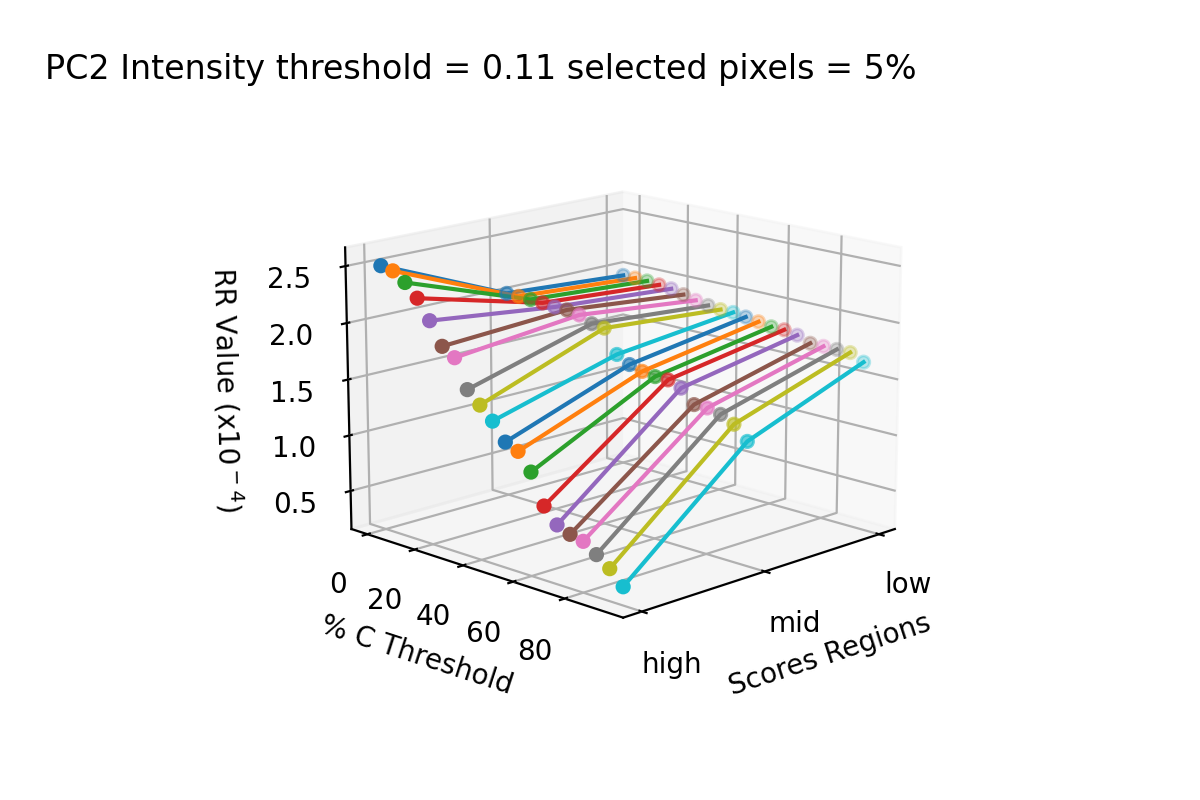 PC2 Intensity threshold = 0.11 selected pixels = 5%
RR Value (x10⁻⁴)
2.5
2.0
1.5
1.0
0.5
0
20
40
60
80
% C Threshold
high
mid
low
Scores Regions